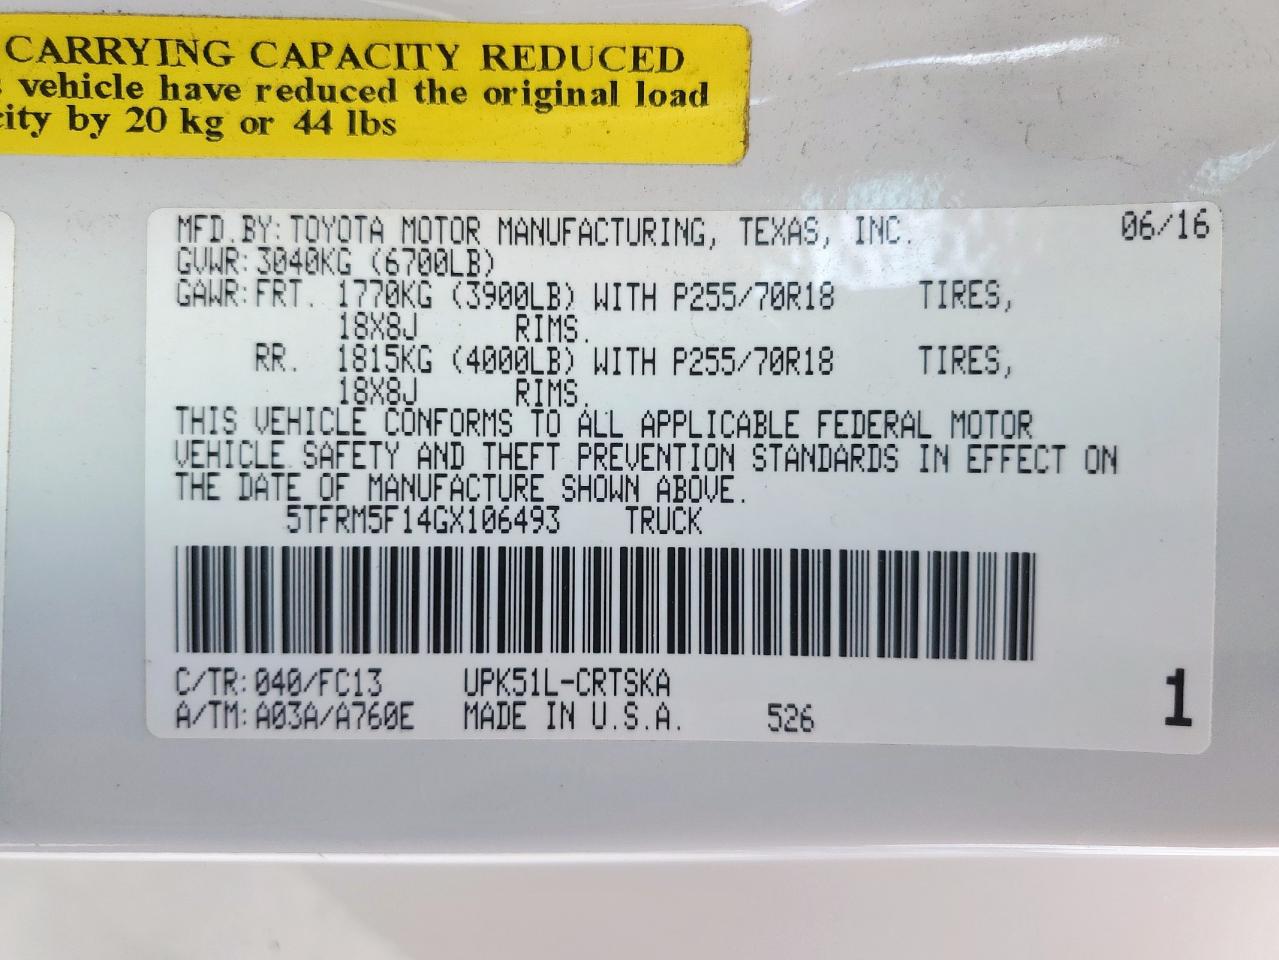 CARRYING CAPACITY REDUCED
vehicle have reduced the original load
city by 20 kg or 44 lbs
MFD.BY: TOYOTA MOTOR MANUFACTURING, TEXAS, INC. 06/16
GVWR: 3040KG (6700LB)
GAWR: FRT. 1770KG (3900LB) WITH P255/70R18 TIRES,
18X8J RIMS.
RR. 1815KG (4000LB) WITH P255/70R18 TIRES,
18X8J RIMS.
THIS VEHICLE CONFORMS TO ALL APPLICABLE FEDERAL MOTOR
VEHICLE SAFETY AND THEFT PREVENTION STANDARDS IN EFFECT ON
THE DATE OF MANUFACTURE SHOWN ABOVE.
5TFRM5F14GX106493 TRUCK
C/TR: 040/FC13 UPK51L-CRTSKA
A/TM: A03A/A760E MADE IN U.S.A. 526
1